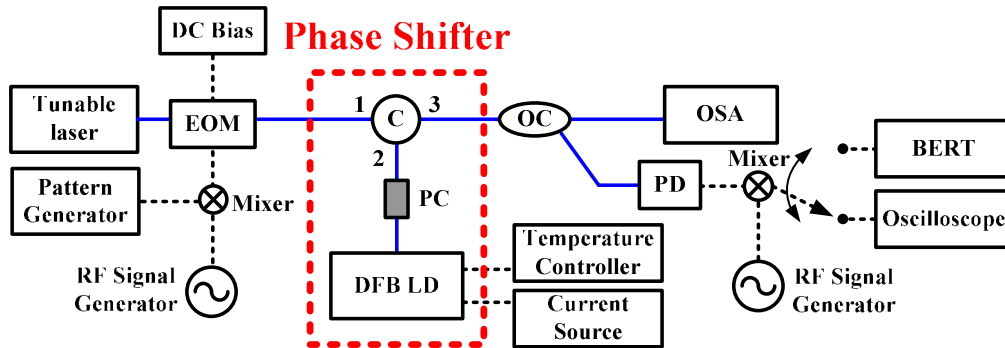 DC Bias
Phase Shifter
Tunable
laser
EOM
1
C
3
2
OC
OSA
Mixer
BERT
Pattern
Generator
Mixer
PC
PD
Oscilloscope
RF Signal
Generator
DFB LD
Temperature
Controller
Current
Source
RF Signal
Generator